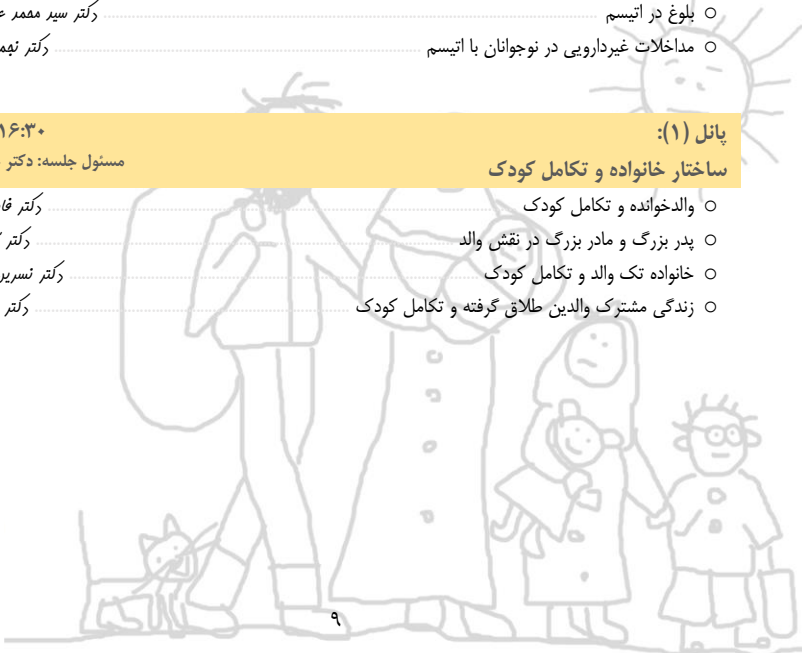 بلوغ در اتیسم ... دکتر سید محمد
مداخلات غیردارویی در نوجوانان با اتیسم ... دکتر
پانل (۱): ۱۶:۳۰
ساختار خانواده و تکامل کودک مسئول جلسه: دکتر
والدخوانده و تکامل کودک ... دکتر
پدر بزرگ و مادر بزرگ در نقش والد ... دکتر
خانواده تک والد و تکامل کودک ... دکتر نسرین
زندگی مشترک والدین طلاق گرفته و تکامل کودک ... دکتر
۹